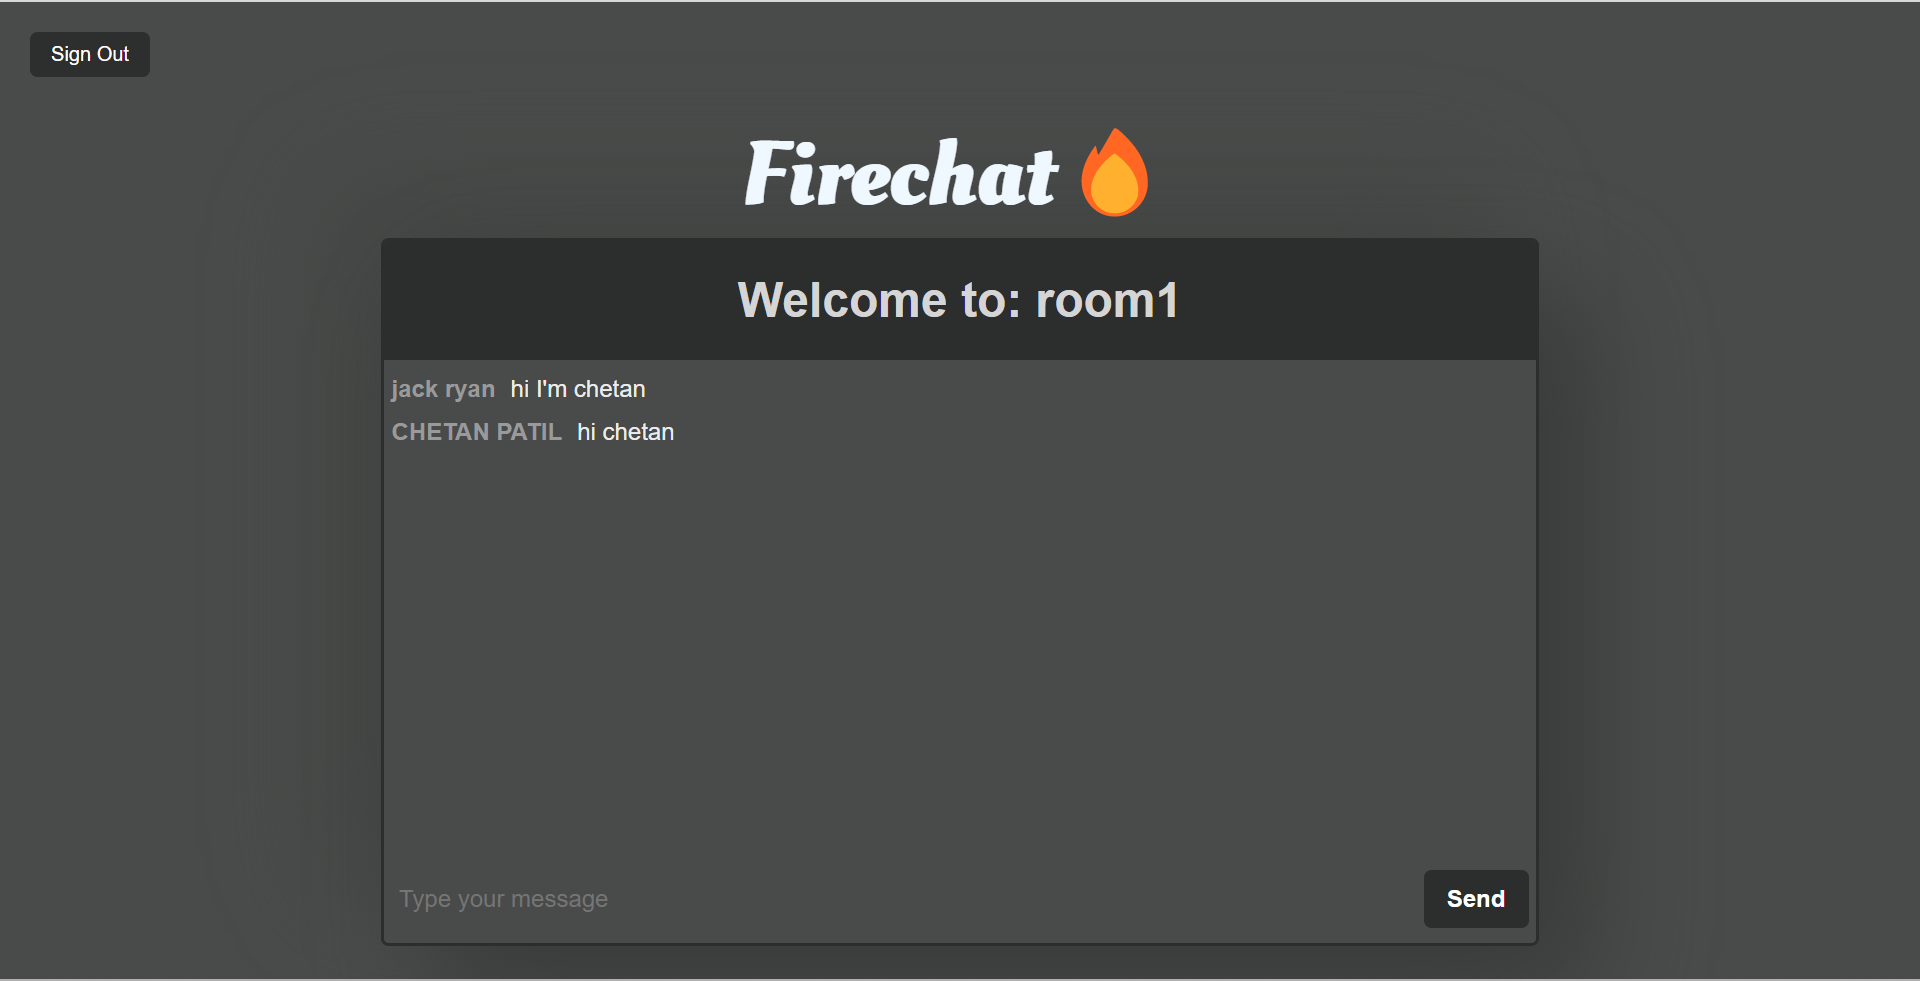 Sign Out
Firechat
Welcome to: room1
jack ryan hi I'm chetan
CHETAN PATIL hi chetan
Type your message
Send